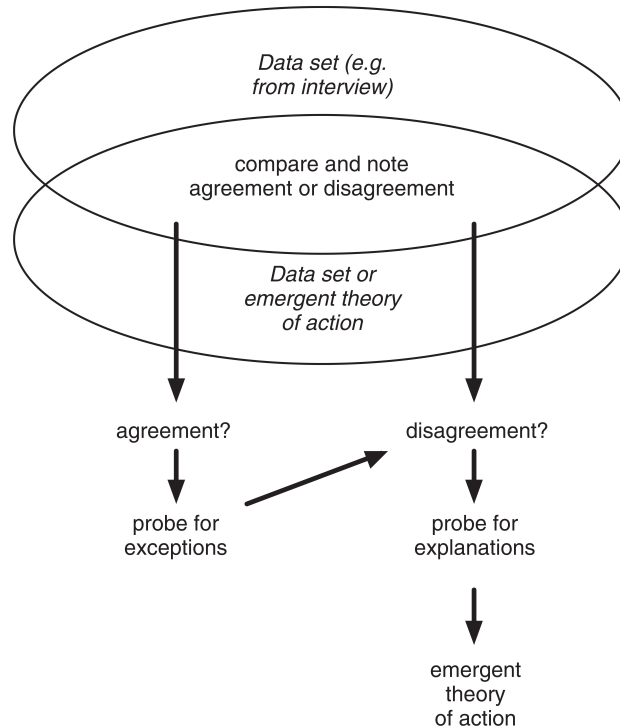 Data set (e.g.
from interview)
compare and note
agreement or disagreement
Data set or
emergent theory
of action
agreement?
disagreement?
probe for
exceptions
probe for
explanations
emergent
theory
of action